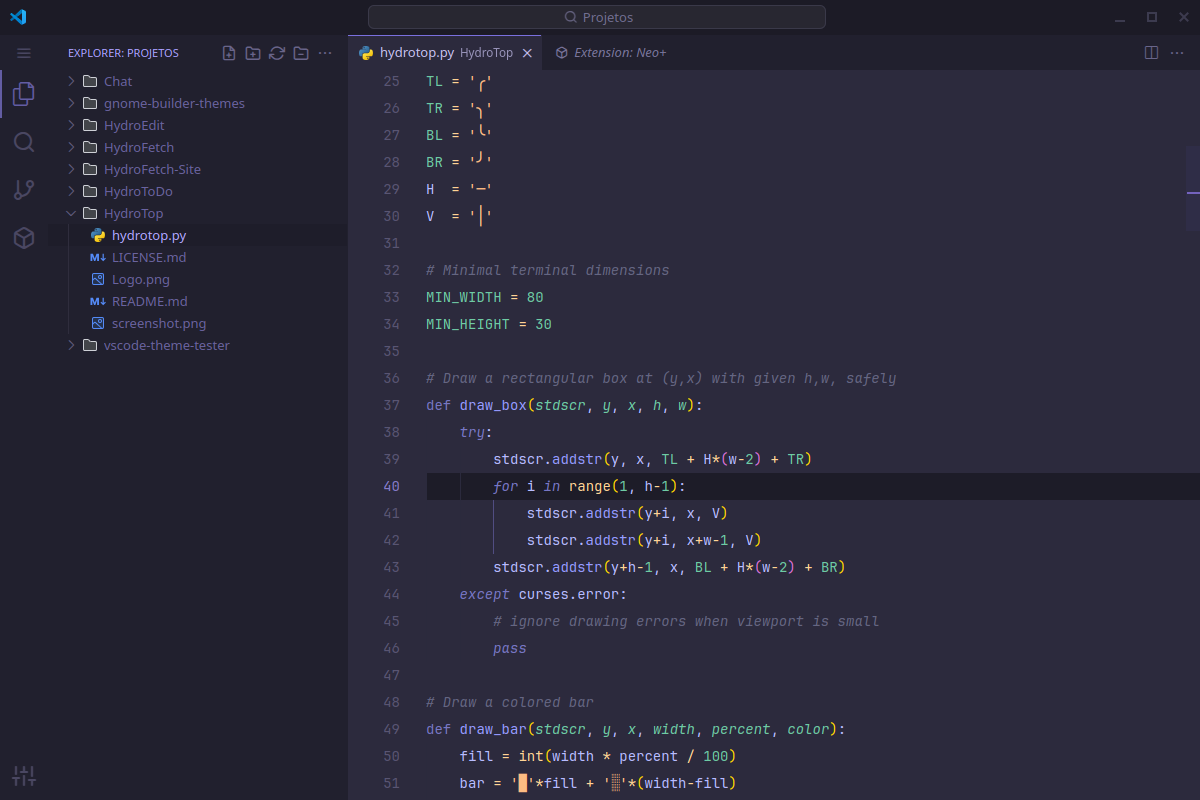 Projetos
EXPLORER: PROJETOS
Chat
gnome-builder-themes
HydroEdit
HydroFetch
HydroFetch-Site
HydroToDo
HydroTop
hydrotop.py
LICENSE.md
Logo.png
README.md
screenshot.png
vscode-theme-tester
hydrotop.py HydroTop
Extension: Neo+
25 TL = '╭'
26 TR = '╮'
27 BL = '╰'
28 BR = '╯'
29 H  = '─'
30 V  = '│'
31
32 # Minimal terminal dimensions
33 MIN_WIDTH = 80
34 MIN_HEIGHT = 30
35
36 # Draw a rectangular box at (y,x) with given h,w, safely
37 def draw_box(stdscr, y, x, h, w):
38     try:
39         stdscr.addstr(y, x, TL + H*(w-2) + TR)
40         for i in range(1, h-1):
41             stdscr.addstr(y+i, x, V)
42             stdscr.addstr(y+i, x+w-1, V)
43         stdscr.addstr(y+h-1, x, BL + H*(w-2) + BR)
44     except curses.error:
45         # ignore drawing errors when viewport is small
46         pass
47
48 # Draw a colored bar
49 def draw_bar(stdscr, y, x, width, percent, color):
50     fill = int(width * percent / 100)
51     bar = '█'*fill + '░'*(width-fill)